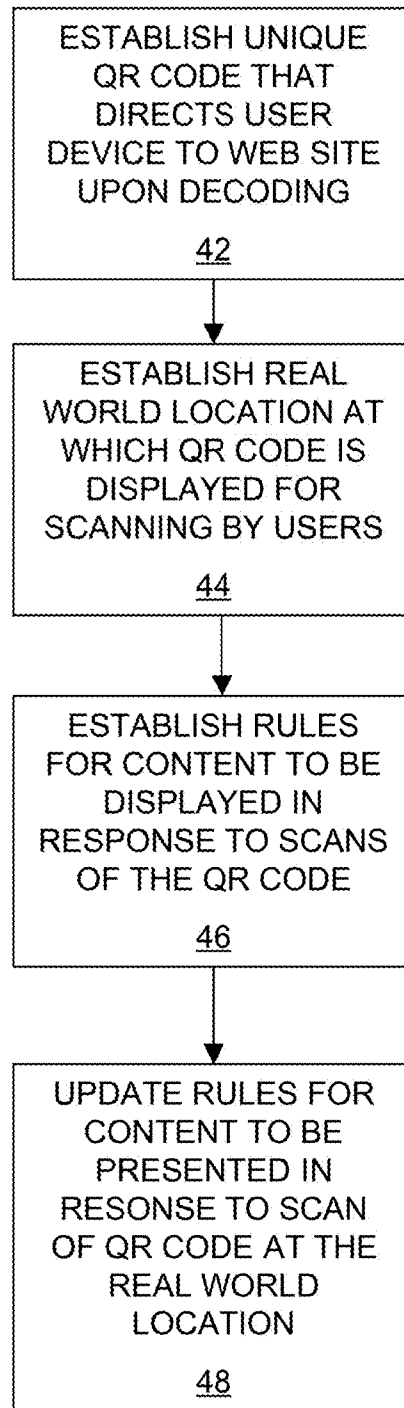 ESTABLISH UNIQUE
QR CODE THAT
DIRECTS USER
DEVICE TO WEB SITE
UPON DECODING
42
ESTABLISH REAL
WORLD LOCATION AT
WHICH QR CODE IS
DISPLAYED FOR
SCANNING BY USERS
44
ESTABLISH RULES
FOR CONTENT TO BE
DISPLAYED IN
RESPONSE TO SCANS
OF THE QR CODE
46
UPDATE RULES FOR
CONTENT TO BE
PRESENTED IN
RESONSE TO SCAN
OF QR CODE AT THE
REAL WORLD
LOCATION
48